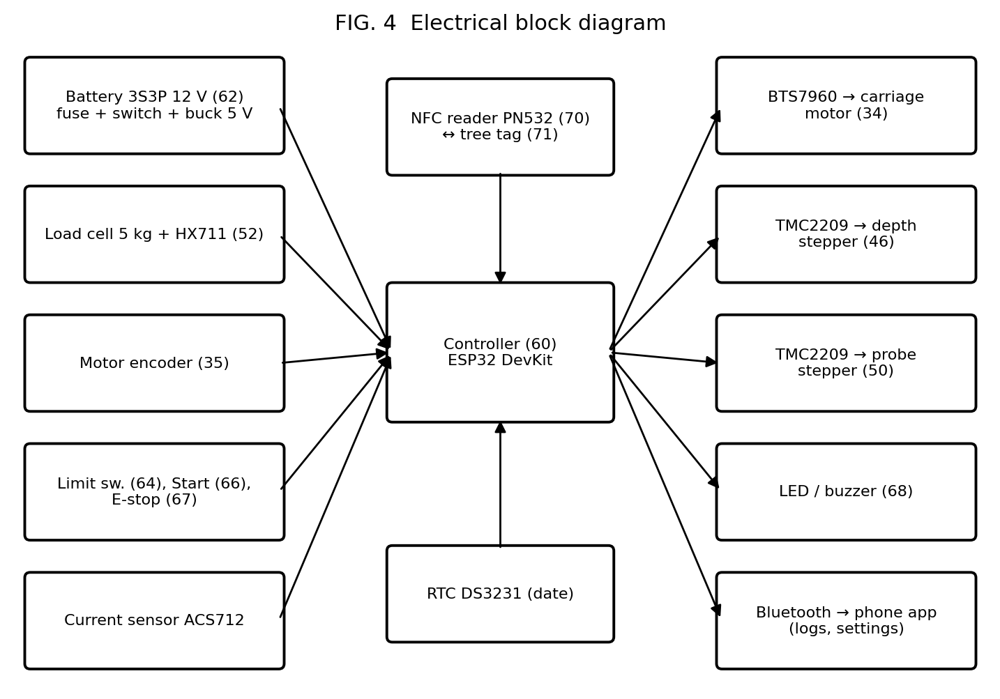 FIG. 4  Electrical block diagram
Battery 3S3P 12 V (62)
fuse + switch + buck 5 V
Load cell 5 kg + HX711 (52)
Motor encoder (35)
Limit sw. (64), Start (66),
E-stop (67)
Current sensor ACS712
NFC reader PN532 (70)
↔ tree tag (71)
Controller (60)
ESP32 DevKit
RTC DS3231 (date)
BTS7960 → carriage
motor (34)
TMC2209 → depth
stepper (46)
TMC2209 → probe
stepper (50)
LED / buzzer (68)
Bluetooth → phone app
(logs, settings)